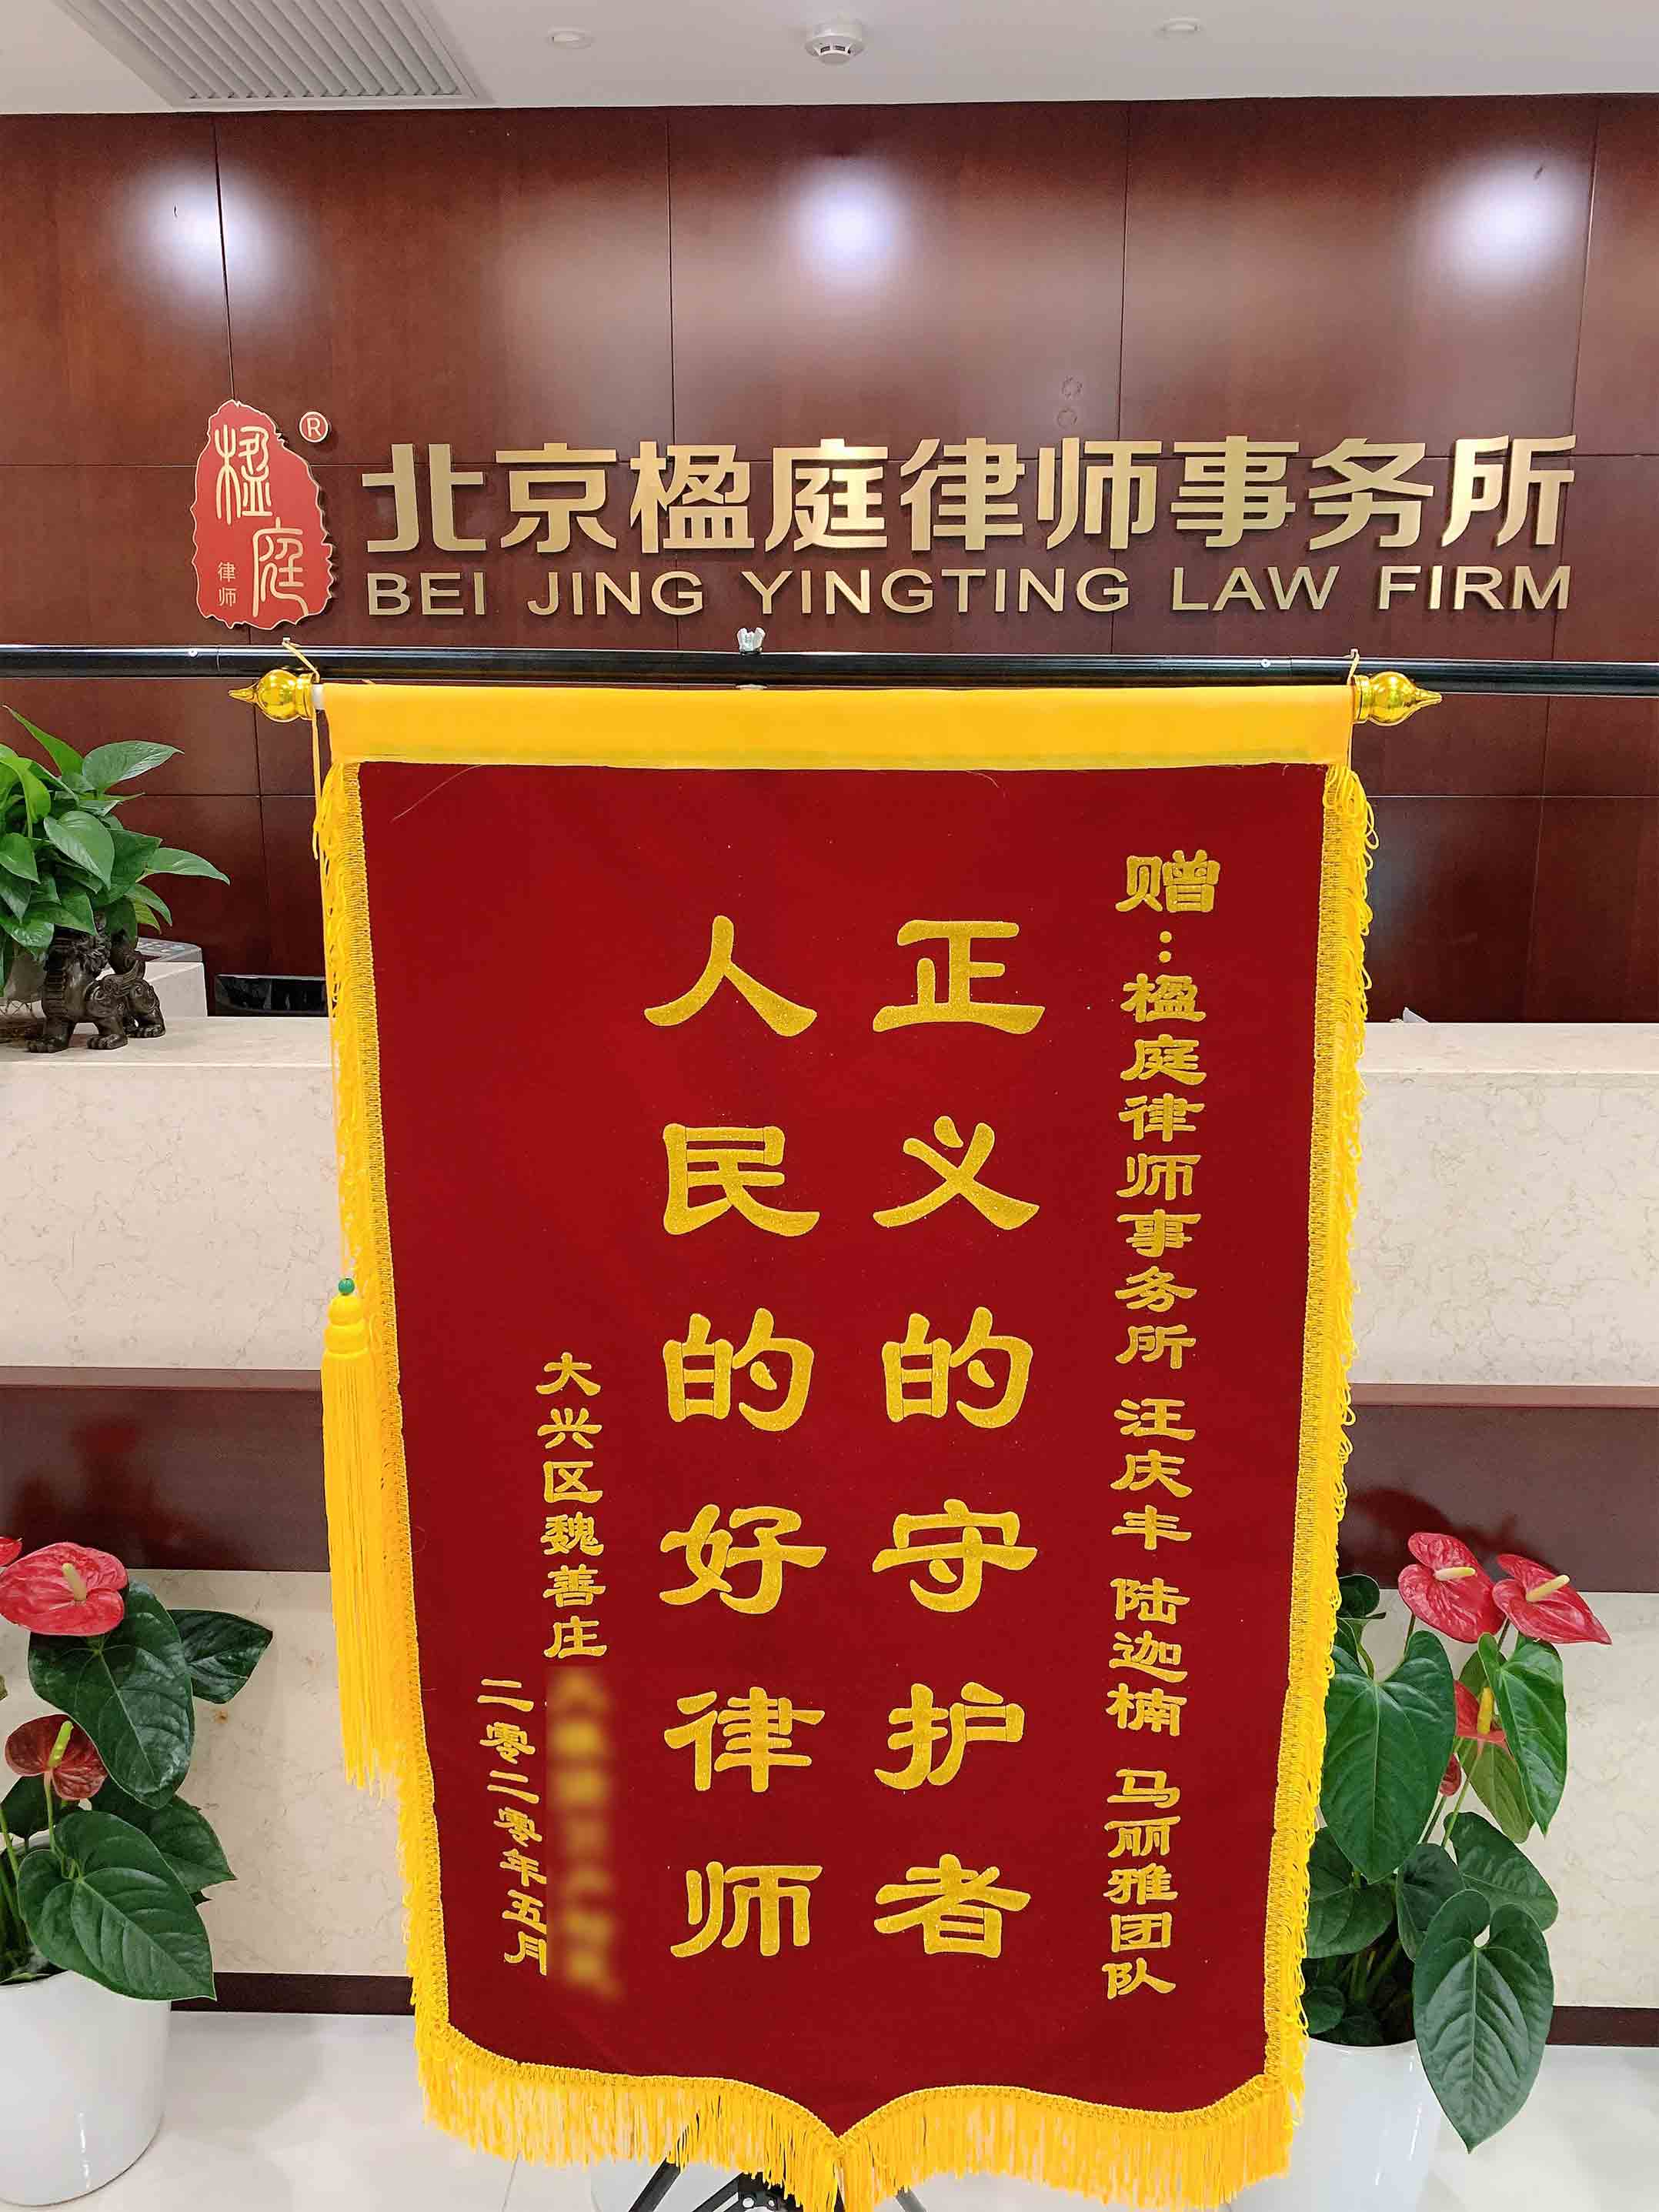 楹庭
律师
®
北京楹庭律师事务所
BEI JING YINGTING LAW FIRM
赠：楹庭律师事务所 汪庆丰 陆迦楠 马丽雅团队
正义的守护者
人民的好律师
大兴区魏善庄
二零二零年五月